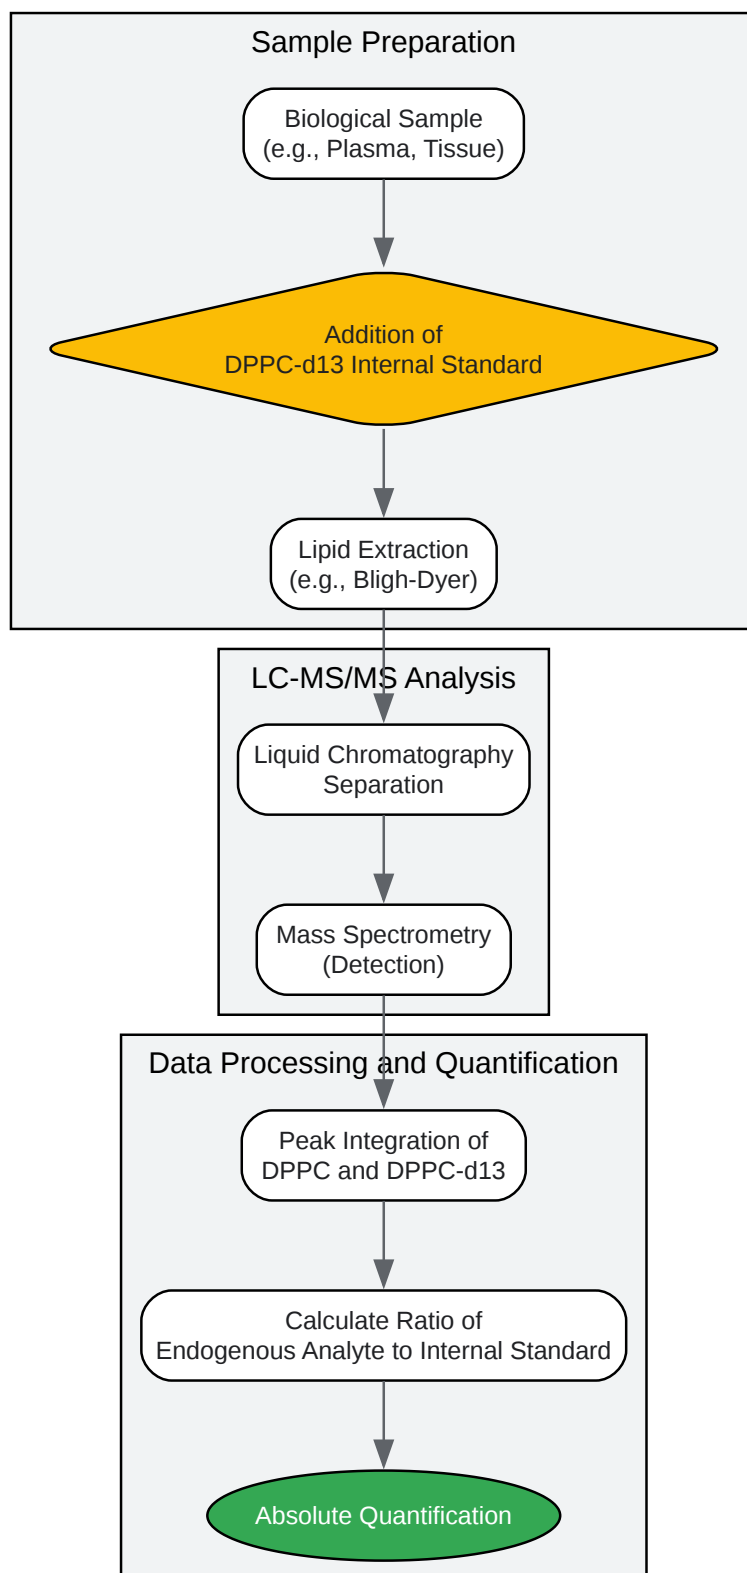 Sample Preparation
Biological Sample
(e.g., Plasma, Tissue)
Addition of
DPPC-d13 Internal Standard
Lipid Extraction
(e.g., Bligh-Dyer)
LC-MS/MS Analysis
Liquid Chromatography
Separation
Mass Spectrometry
(Detection)
Data Processing and Quantification
Peak Integration of
DPPC and DPPC-d13
Calculate Ratio of
Endogenous Analyte to Internal Standard
Absolute Quantification